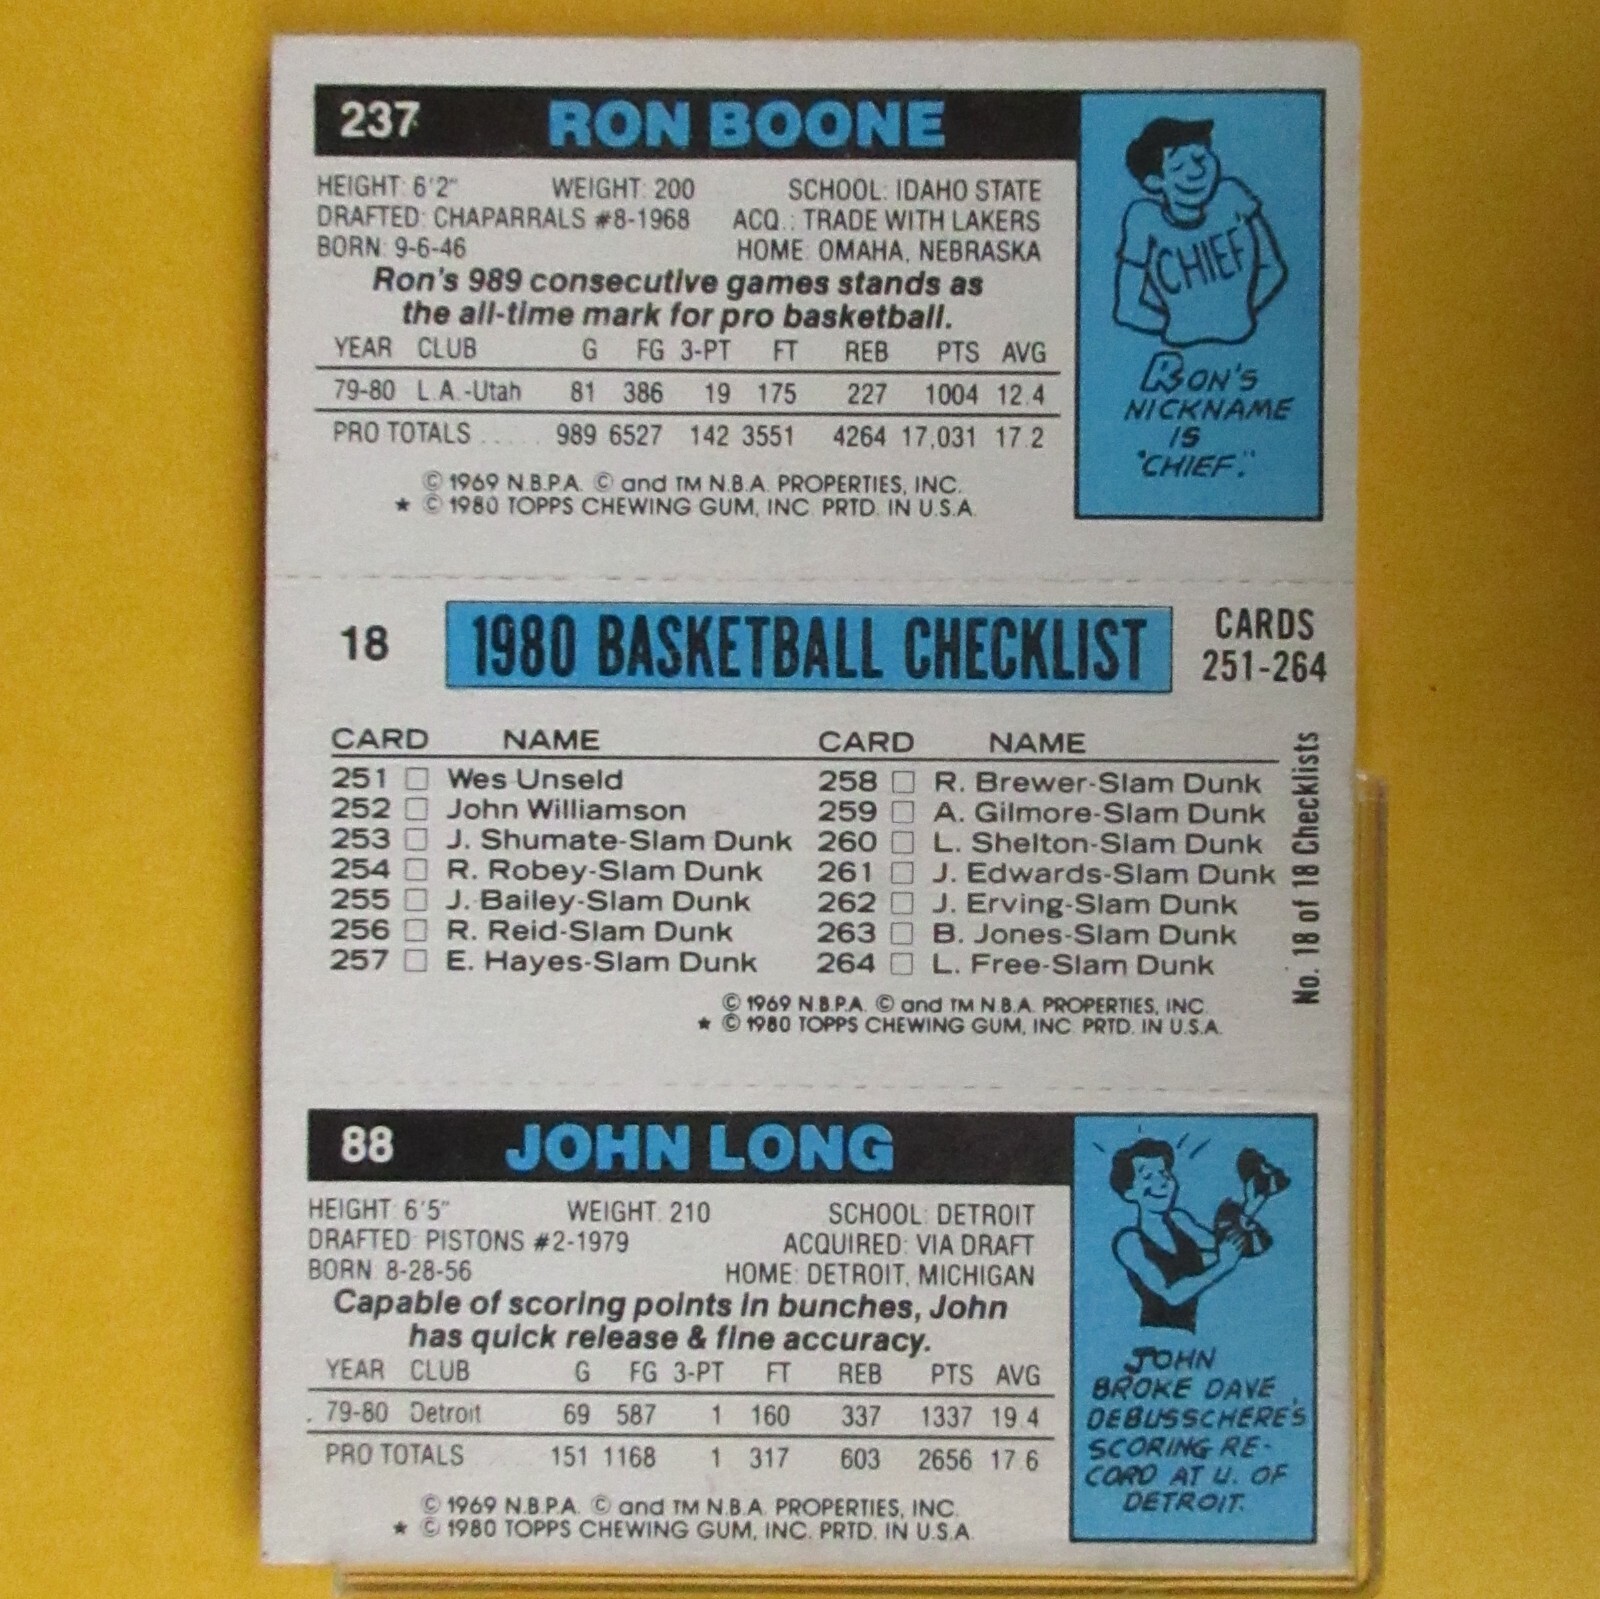 237 RON BOONE
HEIGHT: 6'2" WEIGHT: 200 SCHOOL: IDAHO STATE
DRAFTED: CHAPARRALS #8-1968 ACQ.: TRADE WITH LAKERS
BORN: 9-6-46 HOME: OMAHA, NEBRASKA
Ron's 989 consecutive games stands as
the all-time mark for pro basketball.
YEAR CLUB G FG 3-PT FT REB PTS AVG
79-80 L.A.-Utah 81 386 19 175 227 1004 12.4
PRO TOTALS ..... 989 6527 142 3551 4264 17,031 17.2
© 1969 N.B.P.A. © and TM N.B.A. PROPERTIES, INC.
★ © 1980 TOPPS CHEWING GUM, INC. PRTD. IN U.S.A.
CHIEF
RON'S
NICKNAME
IS
"CHIEF."
18 1980 BASKETBALL CHECKLIST CARDS
251-264
CARD NAME CARD NAME
251 □ Wes Unseld 258 □ R. Brewer-Slam Dunk
252 □ John Williamson 259 □ A. Gilmore-Slam Dunk
253 □ J. Shumate-Slam Dunk 260 □ L. Shelton-Slam Dunk
254 □ R. Robey-Slam Dunk 261 □ J. Edwards-Slam Dunk
255 □ J. Bailey-Slam Dunk 262 □ J. Erving-Slam Dunk
256 □ R. Reid-Slam Dunk 263 □ B. Jones-Slam Dunk
257 □ E. Hayes-Slam Dunk 264 □ L. Free-Slam Dunk
No. 18 of 18 Checklists
© 1969 N.B.P.A. © and TM N.B.A. PROPERTIES, INC.
★ © 1980 TOPPS CHEWING GUM, INC. PRTD. IN U.S.A.
88 JOHN LONG
HEIGHT: 6'5" WEIGHT: 210 SCHOOL: DETROIT
DRAFTED: PISTONS #2-1979 ACQUIRED: VIA DRAFT
BORN: 8-28-56 HOME: DETROIT, MICHIGAN
Capable of scoring points in bunches, John
has quick release & fine accuracy.
YEAR CLUB G FG 3-PT FT REB PTS AVG
79-80 Detroit 69 587 1 160 337 1337 19.4
PRO TOTALS 151 1168 1 317 603 2656 17.6
© 1969 N.B.P.A. © and TM N.B.A. PROPERTIES, INC.
★ © 1980 TOPPS CHEWING GUM, INC. PRTD. IN U.S.A.
JOHN
BROKE DAVE
DEBUSSCHERE'S
SCORING RE-
CORD AT U. OF
DETROIT.